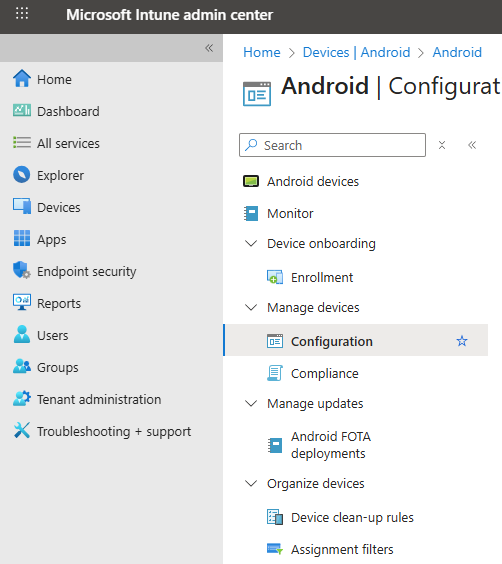 Microsoft Intune admin center
«
Home
Dashboard
All services
Explorer
Devices
Apps
Endpoint security
Reports
Users
Groups
Tenant administration
Troubleshooting + support
Home > Devices | Android > Android
Android | Configurat
Search
«
Android devices
Monitor
Device onboarding
Enrollment
Manage devices
Configuration
Compliance
Manage updates
Android FOTA
deployments
Organize devices
Device clean-up rules
Assignment filters